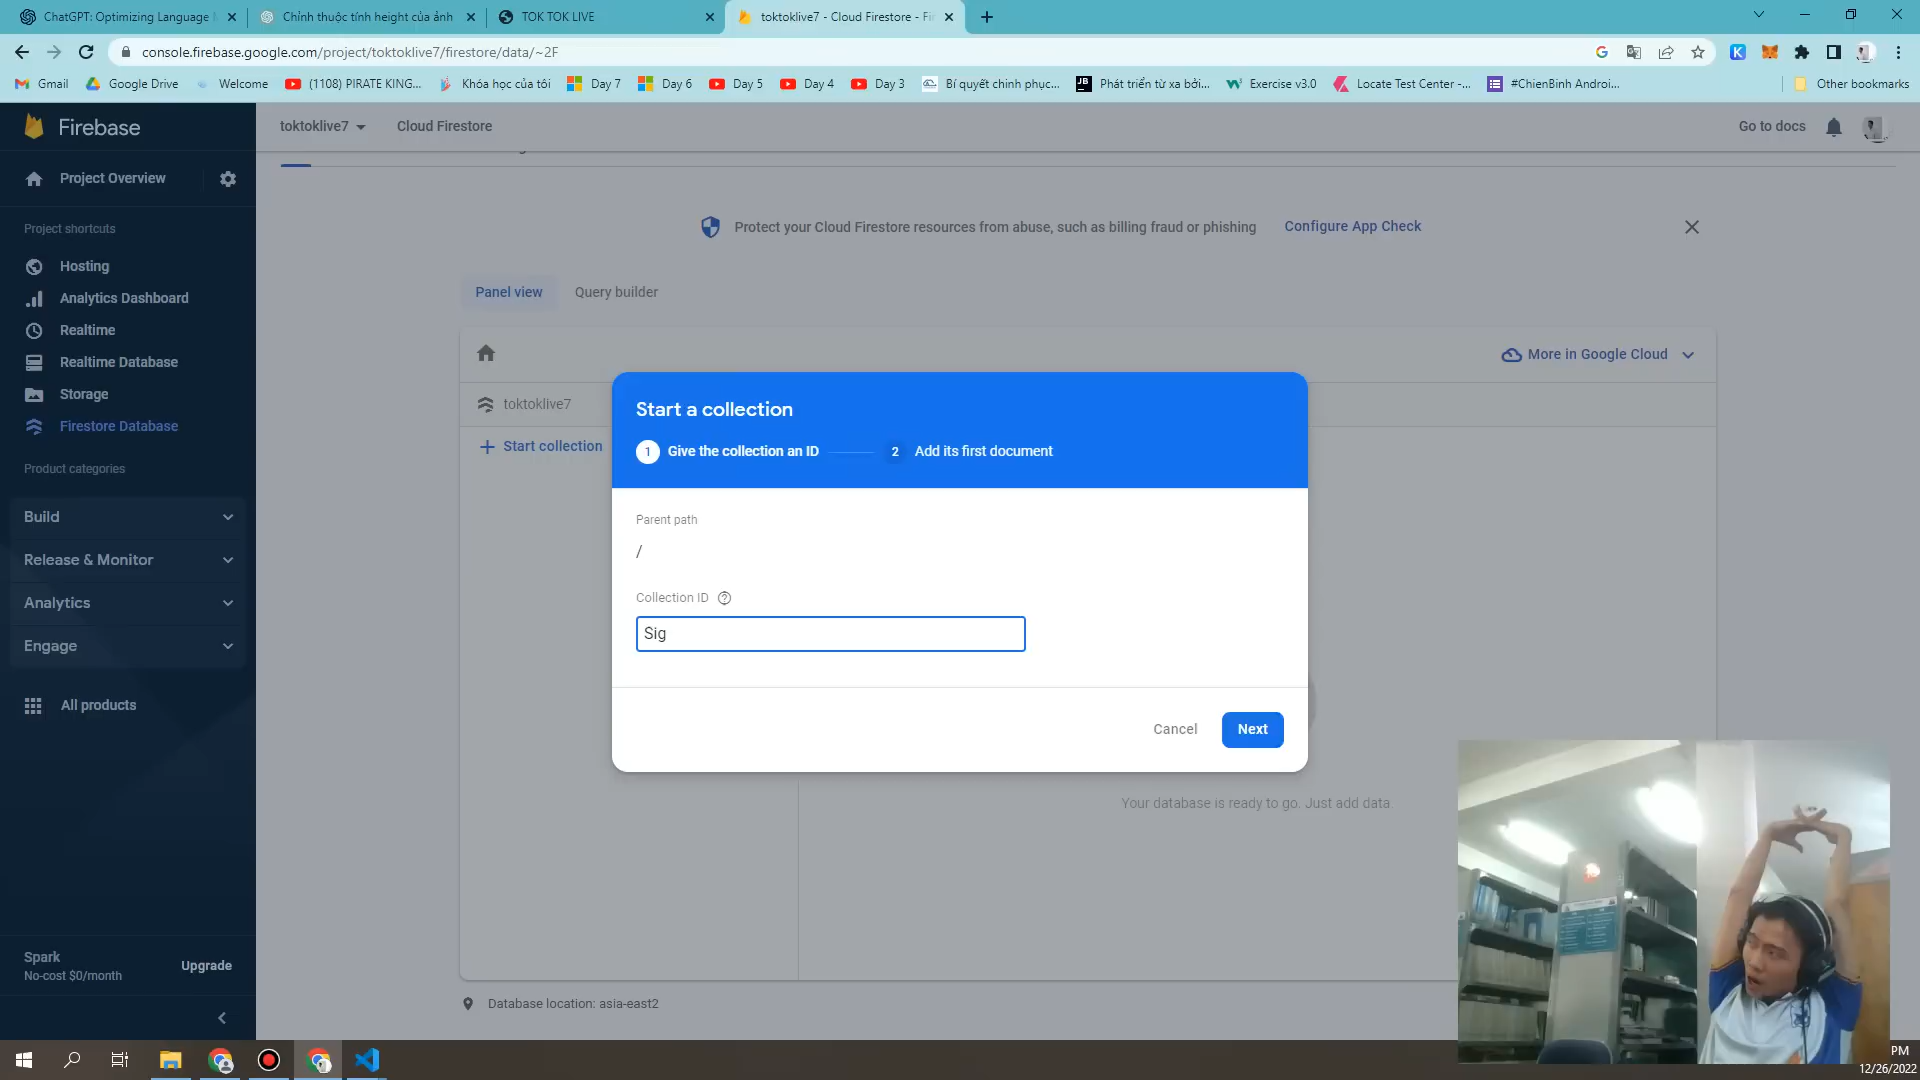 ChatGPT: Optimizing Language
Chỉnh thuộc tính height của ảnh
TOK TOK LIVE
toktoklive7 - Cloud Firestore - Fi
console.firebase.google.com/project/toktoklive7/firestore/data/~2F
Gmail
Google Drive
Welcome
(1108) PIRATE KING...
Khóa học của tôi
Day 7
Day 6
Day 5
Day 4
Day 3
Bí quyết chinh phục...
Phát triển từ xa bởi...
Exercise v3.0
Locate Test Center -...
#ChienBinh Androi...
Other bookmarks
Firebase
toktoklive7
Cloud Firestore
Go to docs
Project Overview
Project shortcuts
Hosting
Analytics Dashboard
Realtime
Realtime Database
Storage
Firestore Database
Product categories
Build
Release & Monitor
Analytics
Engage
All products
Spark
No-cost $0/month
Upgrade
Protect your Cloud Firestore resources from abuse, such as billing fraud or phishing
Configure App Check
Panel view
Query builder
More in Google Cloud
toktoklive7
Start collection
Start a collection
1 Give the collection an ID
2 Add its first document
Parent path
/
Collection ID
Sig
Cancel
Next
Your database is ready to go. Just add data.
Database location: asia-east2
PM
12/26/2022